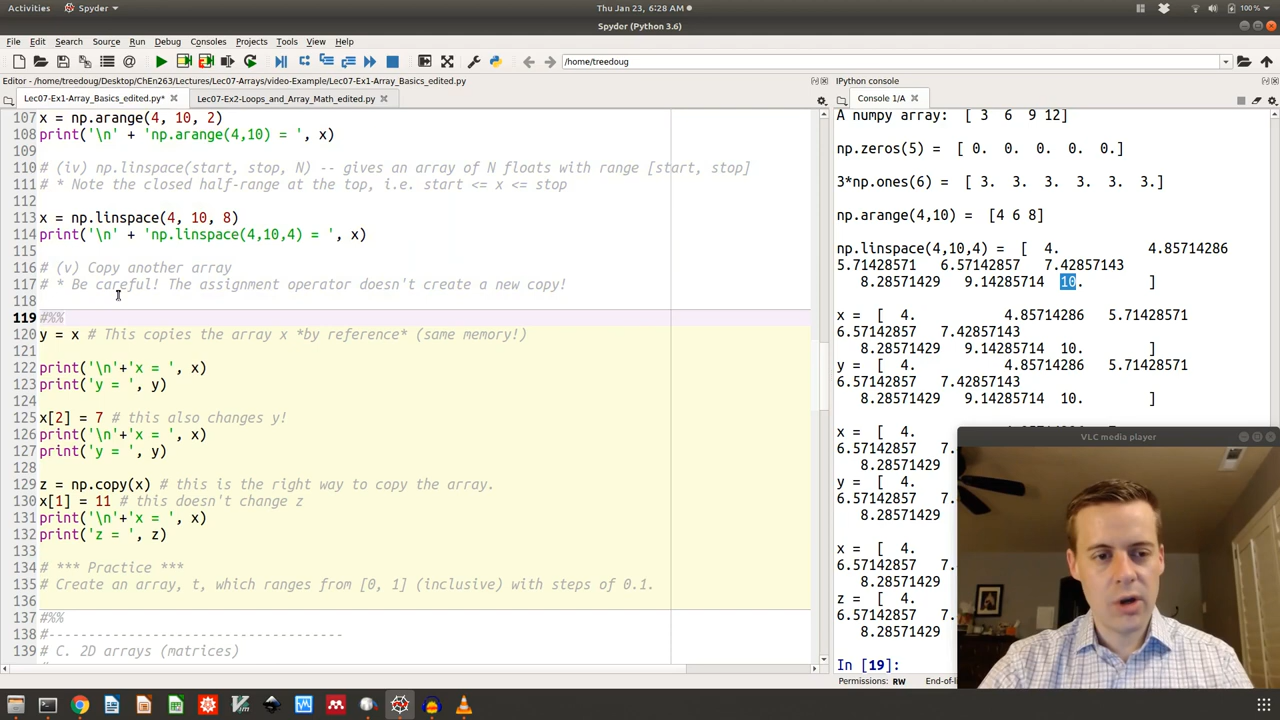 Activities Spyder Thu Jan 23, 6:28 AM 100 %
Spyder (Python 3.6)
File Edit Search Source Run Debug Consoles Projects Tools View Help
/home/treedoug
Editor - /home/treedoug/Desktop/ChEn263/Lectures/Lec07-Arrays/video-Example/Lec07-Ex1-Array_Basics_edited.py
Lec07-Ex1-Array_Basics_edited.py* Lec07-Ex2-Loops_and_Array_Math_edited.py
107 x = np.arange(4, 10, 2)
108 print('\n' + 'np.arange(4,10) = ', x)
109
110 # (iv) np.linspace(start, stop, N) -- gives an array of N floats with range [start, stop]
111 # * Note the closed half-range at the top, i.e. start <= x <= stop
112
113 x = np.linspace(4, 10, 8)
114 print('\n' + 'np.linspace(4,10,4) = ', x)
115
116 # (v) Copy another array
117 # * Be careful! The assignment operator doesn't create a new copy!
118
119 #%%
120 y = x # This copies the array x *by reference* (same memory!)
121
122 print('\n'+'x = ', x)
123 print('y = ', y)
124
125 x[2] = 7 # this also changes y!
126 print('\n'+'x = ', x)
127 print('y = ', y)
128
129 z = np.copy(x) # this is the right way to copy the array.
130 x[1] = 11 # this doesn't change z
131 print('\n'+'x = ', x)
132 print('z = ', z)
133
134 # *** Practice ***
135 # Create an array, t, which ranges from [0, 1] (inclusive) with steps of 0.1.
136
137 #%%
138 #-------------------------------------
139 # C. 2D arrays (matrices)
IPython console
Console 1/A
A numpy array: [ 3 6 9 12]
np.zeros(5) = [ 0. 0. 0. 0. 0.]
3*np.ones(6) = [ 3. 3. 3. 3. 3. 3.]
np.arange(4,10) = [4 6 8]
np.linspace(4,10,4) = [ 4. 4.85714286
5.71428571 6.57142857 7.42857143
8.28571429 9.14285714 10. ]
x = [ 4. 4.85714286 5.71428571
6.57142857 7.42857143
8.28571429 9.14285714 10. ]
y = [ 4. 4.85714286 5.71428571
6.57142857 7.42857143
8.28571429 9.14285714 10. ]
x = [ 4.
6.57142857 7.
8.28571429
y = [ 4.
6.57142857 7.
8.28571429
x = [ 4.
6.57142857 7.
8.28571429
z = [ 4.
6.57142857 7.
8.28571429
In [19]:
VLC media player
Permissions: RW End-of-l